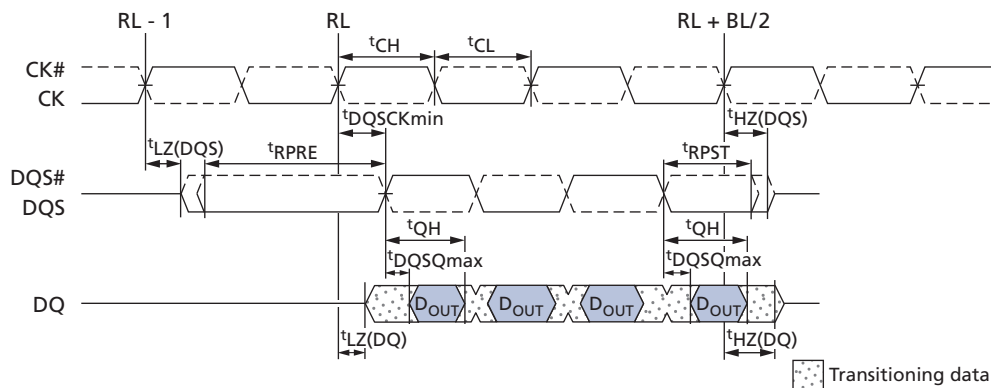 RL - 1 RL RL + BL/2
tCH tCL
CK#
CK
tDQSCKmin tHZ(DQS)
tLZ(DQS) tRPRE tRPST
DQS#
DQS
tQH tQH
tDQSQmax tDQSQmax
DQ DOUT DOUT DOUT DOUT
tLZ(DQ) tHZ(DQ)
Transitioning data